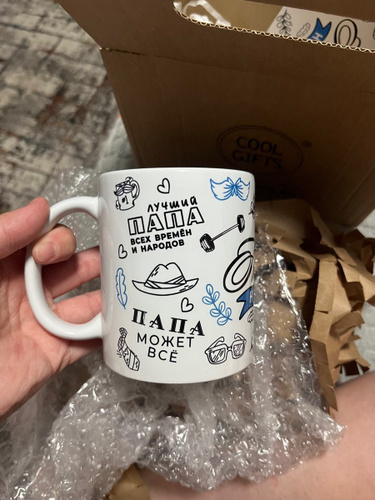 COOL
GIFTS
ЛУЧШИЙ
ПАПА
ВСЕХ ВРЕМЁН
И НАРОДОВ
ПАПА
МОЖЕТ
ВСЁ